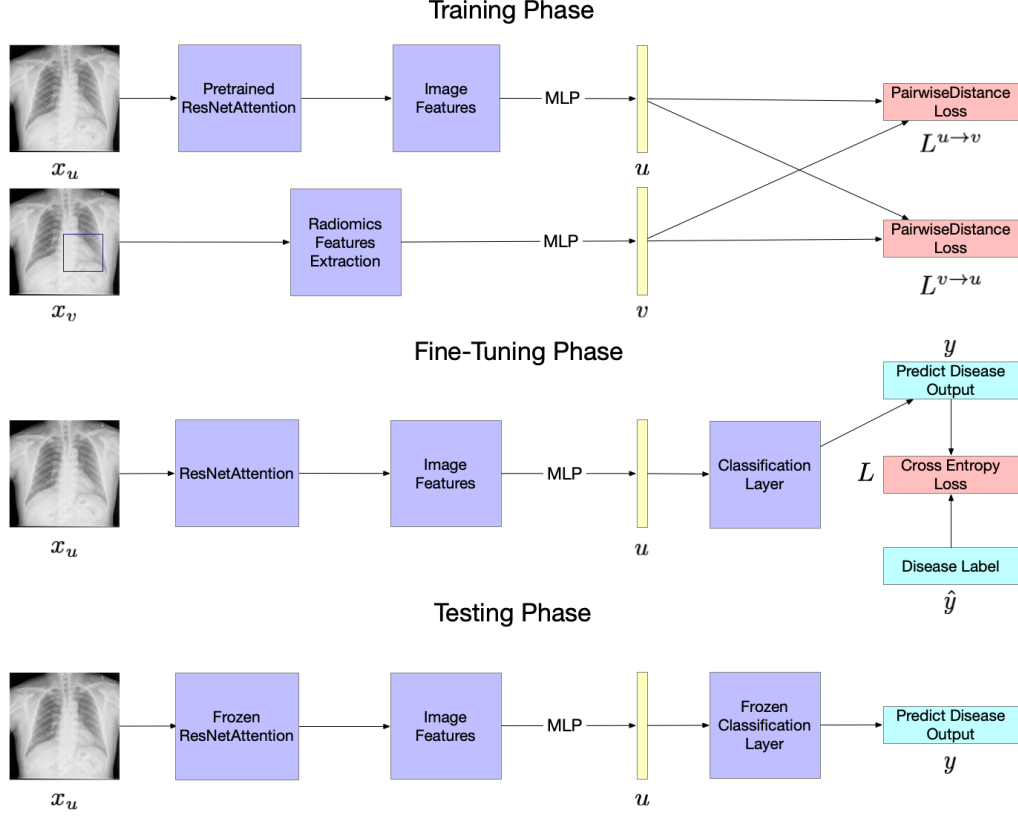 Training Phase
Pretrained
ResNetAttention
Image
Features
MLP
PairwiseDistance
Loss
L^{u→v}
x_u
u
Radiomics
Features
Extraction
MLP
PairwiseDistance
Loss
L^{v→u}
x_v
v
Fine-Tuning Phase
y
Predict Disease
Output
ResNetAttention
Image
Features
MLP
Classification
Layer
L
Cross Entropy
Loss
x_u
u
Disease Label
ŷ
Testing Phase
Frozen
ResNetAttention
Image
Features
MLP
Frozen
Classification
Layer
Predict Disease
Output
y
x_u
u